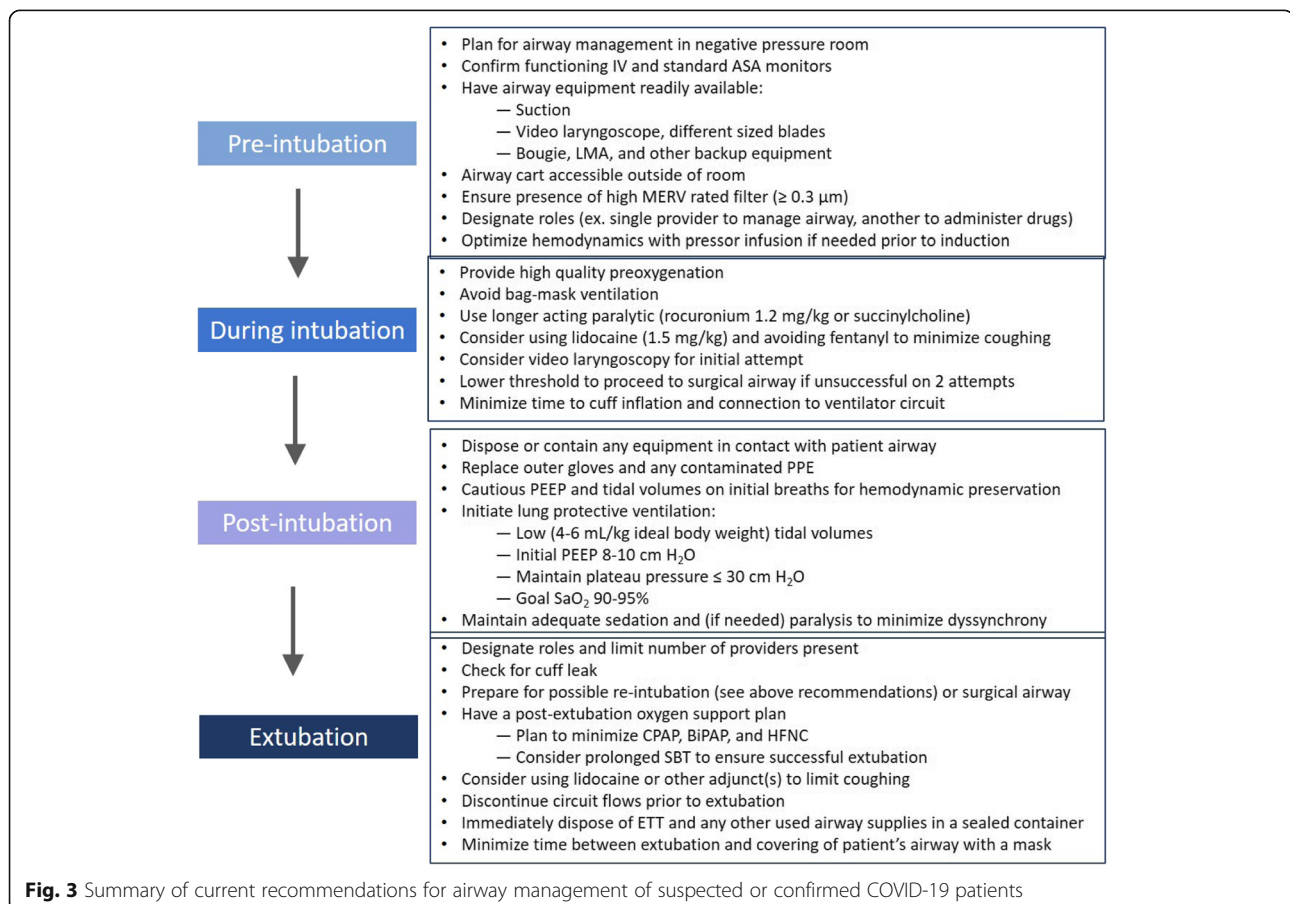 Pre-intubation
• Plan for airway management in negative pressure room
• Confirm functioning IV and standard ASA monitors
• Have airway equipment readily available:
— Suction
— Video laryngoscope, different sized blades
— Bougie, LMA, and other backup equipment
• Airway cart accessible outside of room
• Ensure presence of high MERV rated filter (≥ 0.3 μm)
• Designate roles (ex. single provider to manage airway, another to administer drugs)
• Optimize hemodynamics with pressor infusion if needed prior to induction
During intubation
• Provide high quality preoxygenation
• Avoid bag-mask ventilation
• Use longer acting paralytic (rocuronium 1.2 mg/kg or succinylcholine)
• Consider using lidocaine (1.5 mg/kg) and avoiding fentanyl to minimize coughing
• Consider video laryngoscopy for initial attempt
• Lower threshold to proceed to surgical airway if unsuccessful on 2 attempts
• Minimize time to cuff inflation and connection to ventilator circuit
Post-intubation
• Dispose or contain any equipment in contact with patient airway
• Replace outer gloves and any contaminated PPE
• Cautious PEEP and tidal volumes on initial breaths for hemodynamic preservation
• Initiate lung protective ventilation:
— Low (4-6 mL/kg ideal body weight) tidal volumes
— Initial PEEP 8-10 cm H₂O
— Maintain plateau pressure ≤ 30 cm H₂O
— Goal SaO₂ 90-95%
• Maintain adequate sedation and (if needed) paralysis to minimize dyssynchrony
Extubation
• Designate roles and limit number of providers present
• Check for cuff leak
• Prepare for possible re-intubation (see above recommendations) or surgical airway
• Have a post-extubation oxygen support plan
— Plan to minimize CPAP, BiPAP, and HFNC
— Consider prolonged SBT to ensure successful extubation
• Consider using lidocaine or other adjunct(s) to limit coughing
• Discontinue circuit flows prior to extubation
• Immediately dispose of ETT and any other used airway supplies in a sealed container
• Minimize time between extubation and covering of patient's airway with a mask
Fig. 3 Summary of current recommendations for airway management of suspected or confirmed COVID-19 patients